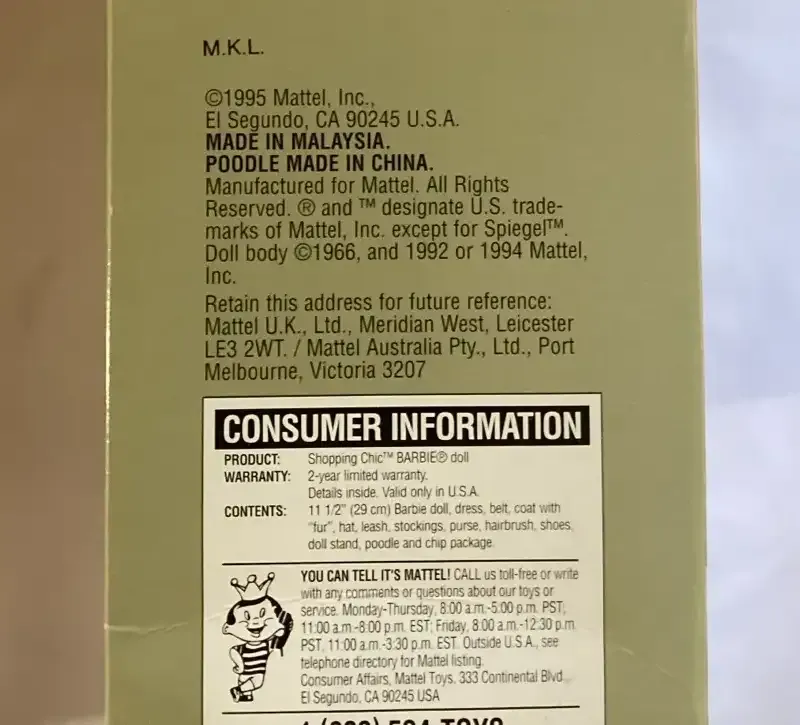 M.K.L.
©1995 Mattel, Inc.,
El Segundo, CA 90245 U.S.A.
MADE IN MALAYSIA.
POODLE MADE IN CHINA.
Manufactured for Mattel. All Rights
Reserved. ® and ™ designate U.S. trade-
marks of Mattel, Inc. except for Spiegel™.
Doll body ©1966, and 1992 or 1994 Mattel,
Inc.
Retain this address for future reference:
Mattel U.K., Ltd., Meridian West, Leicester
LE3 2WT. / Mattel Australia Pty., Ltd., Port
Melbourne, Victoria 3207
CONSUMER INFORMATION
PRODUCT: Shopping Chic™ BARBIE® doll
WARRANTY: 2-year limited warranty.
Details inside. Valid only in U.S.A.
CONTENTS: 11 1/2" (29 cm) Barbie doll, dress, belt, coat with
"fur", hat, leash, stockings, purse, hairbrush, shoes,
doll stand, poodle and chip package.
YOU CAN TELL IT'S MATTEL! CALL us toll-free or write
with any comments or questions about our toys or
service. Monday-Thursday, 8:00 a.m.-5:00 p.m. PST;
11:00 a.m.-8:00 p.m. EST; Friday, 8:00 a.m.-12:30 p.m.
PST, 11:00 a.m.-3:30 p.m. EST. Outside U.S.A., see
telephone directory for Mattel listing.
Consumer Affairs, Mattel Toys, 333 Continental Blvd.,
El Segundo, CA 90245 USA
TOYS